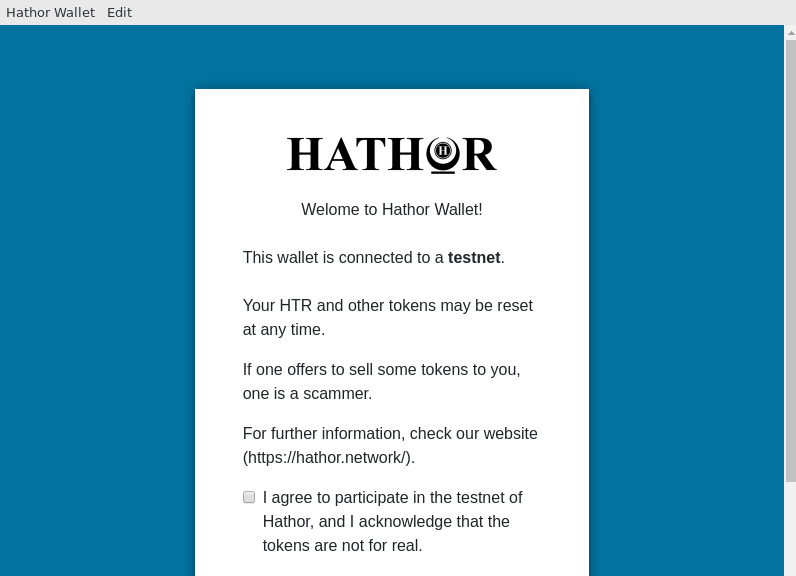 Hathor Wallet Edit
HATHOR
Welome to Hathor Wallet!
This wallet is connected to a testnet.
Your HTR and other tokens may be reset
at any time.
If one offers to sell some tokens to you,
one is a scammer.
For further information, check our website
(https://hathor.network/).
I agree to participate in the testnet of
Hathor, and I acknowledge that the
tokens are not for real.